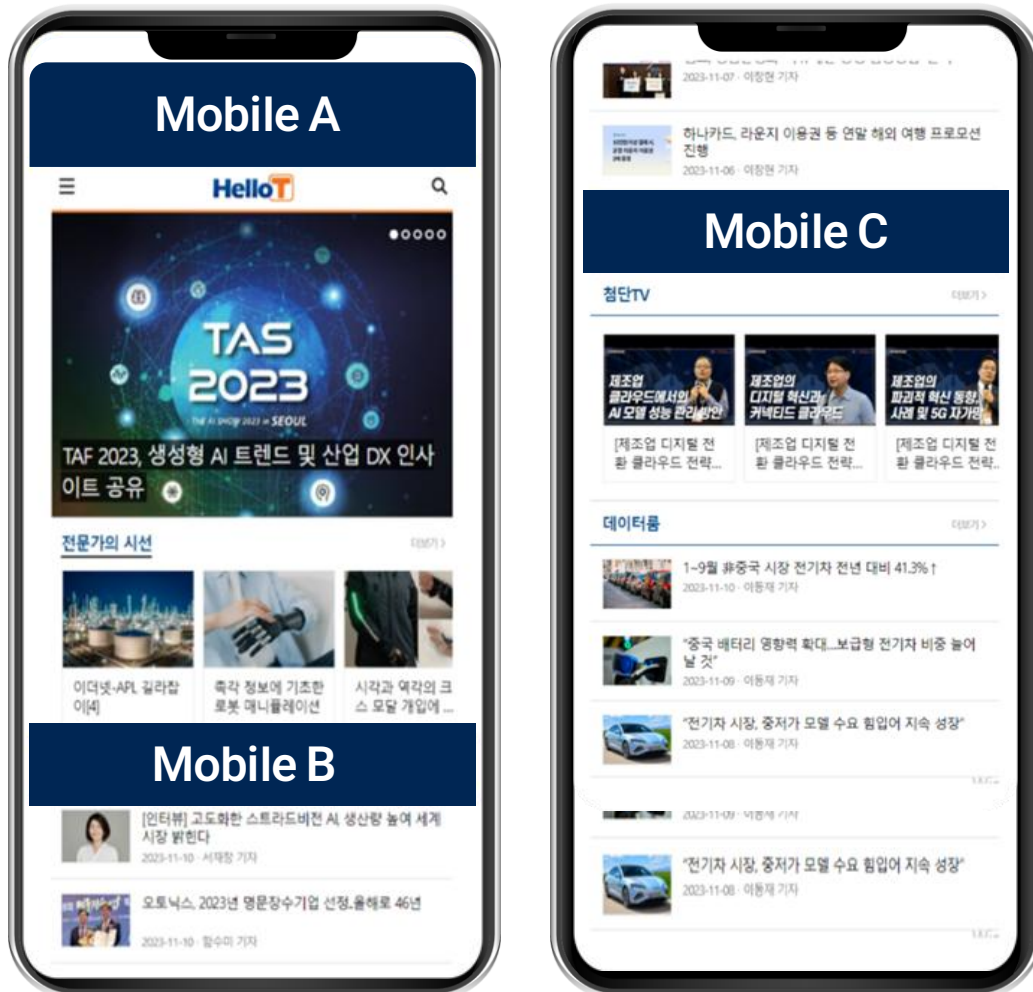 Mobile A
HelloT
TAS
2023
THE AI SHOW 2023 in SEOUL
TAF 2023, 생성형 AI 트렌드 및 산업 DX 인사
이트 공유
전문가의 시선
더보기 >
이더넷-APL 길라잡
이[4]
촉각 정보에 기초한
로봇 매니퓰레이션
시각과 역각의 크
스 모달 개입에 ...
Mobile B
[인터뷰] 고도화한 스트라드비젼 AI, 생산량 높여 세계
시장 밝힌다
2023-11-10 · 서재창 기자
오토닉스, 2023년 명문장수기업 선정..올해로 46년
2023-11-10 · 함수미 기자
2023-11-07 · 이창현 기자
하나카드, 라운지 이용권 등 연말 해외 여행 프로모션
진행
2023-11-06 · 이창현 기자
Mobile C
첨단TV
더보기 >
제조업
클라우드에서의
AI 모델 성능 관리 방안
[제조업 디지털 전
환 클라우드 전략...
제조업의
디지털 혁신과
커넥티드 클라우드
[제조업 디지털 전
환 클라우드 전략...
제조업의
파괴적 혁신 동향,
사례 및 5G 자가망
[제조업 디지털 전
환 클라우드 전략..
데이터룸
더보기 >
1~9월 非중국 시장 전기차 전년 대비 41.3%↑
2023-11-10 · 이동재 기자
“중국 배터리 영향력 확대...보급형 전기차 비중 늘어
날 것”
2023-11-09 · 이동재 기자
“전기차 시장, 중저가 모델 수요 힘입어 지속 성장”
2023-11-08 · 이동재 기자
2023-11-09 · 이동재 기자
“전기차 시장, 중저가 모델 수요 힘입어 지속 성장”
2023-11-08 · 이동재 기자